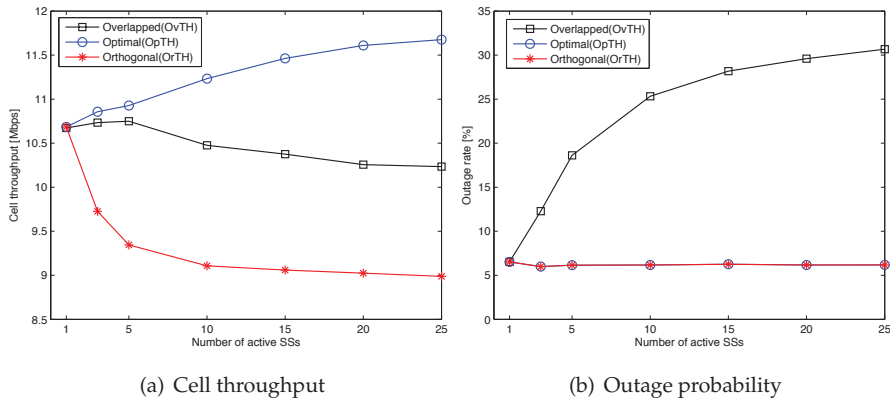 12
11.5
11
10.5
10
9.5
9
8.5
Cell throughput [Mbps]
Overlapped(OvTH)
Optimal(OpTH)
Orthogonal(OrTH)
1
5
10
15
20
25
Number of active SSs
(a) Cell throughput
35
30
25
20
15
10
5
0
Outage rate [%]
Overlapped(OvTH)
Optimal(OpTH)
Orthogonal(OrTH)
1
5
10
15
20
25
Number of active SSs
(b) Outage probability